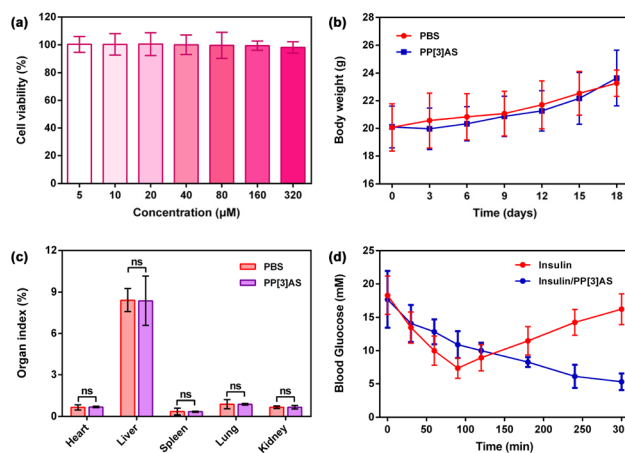 (a)
Cell viability (%)
120
100
80
60
40
20
0
5 10 20 40 80 160 320
Concentration (μM)
(b)
PBS
PP[3]AS
Body weight (g)
26
24
22
20
18
16
0 3 6 9 12 15 18
Time (days)
(c)
PBS
PP[3]AS
Organ index (%)
12
9
6
3
0
ns
ns
ns
ns
ns
Heart Liver Spleen Lung Kidney
(d)
Insulin
Insulin/PP[3]AS
Blood Gluocose (mM)
25
20
15
10
5
0
0 50 100 150 200 250 300
Time (min)